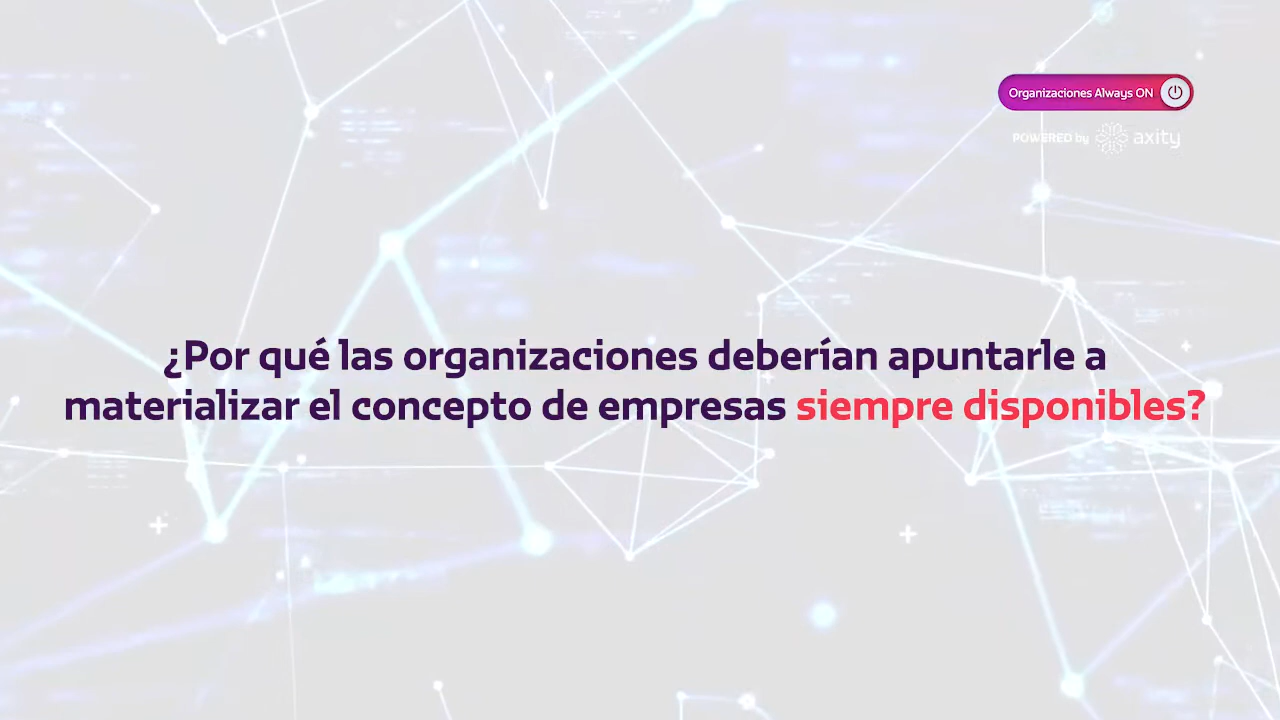 Organizaciones Always ON
POWERED by axity
¿Por qué las organizaciones deberían apuntarle a
materializar el concepto de empresas siempre disponibles?